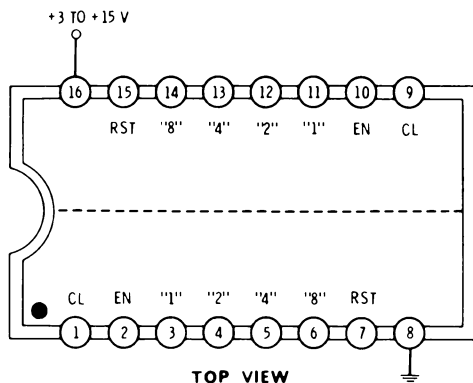 +3 TO +15 V
16 15 14 13 12 11 10 9
RST "8" "4" "2" "1" EN CL
CL EN "1" "2" "4" "8" RST
1 2 3 4 5 6 7 8
TOP VIEW